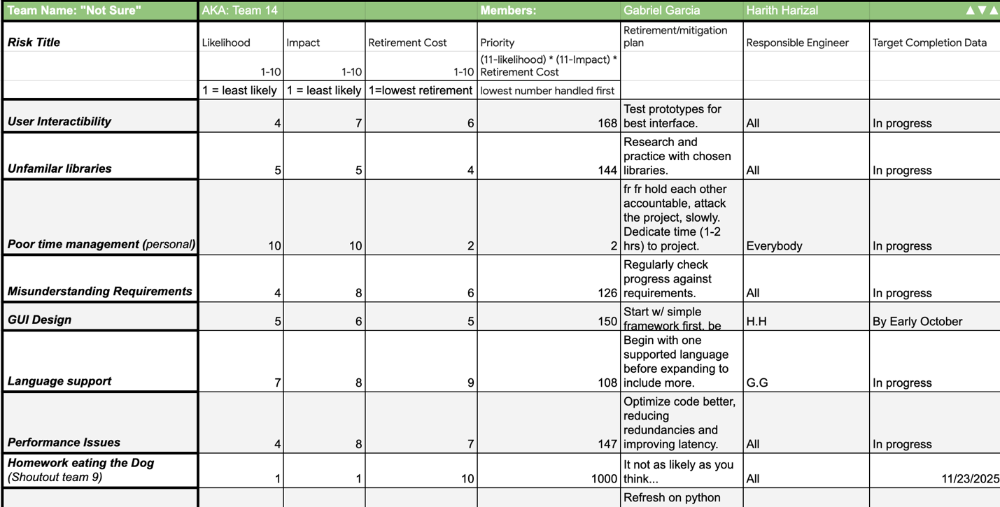 Team Name: "Not Sure" AKA: Team 14 Members: Gabriel Garcia Harith Harizal ▲▼▲
Risk Title Likelihood Impact Retirement Cost Priority Retirement/mitigation plan Responsible Engineer Target Completion Data
1-10 1-10 1-10 (11-likelihood) * (11-Impact) * Retirement Cost
1 = least likely 1 = least likely 1=lowest retirement lowest number handled first
User Interactibility 4 7 6 168 Test prototypes for best interface. All In progress
Unfamilar libraries 5 5 4 144 Research and practice with chosen libraries. All In progress
Poor time management (personal) 10 10 2 2 fr fr hold each other accountable, attack the project, slowly. Dedicate time (1-2 hrs) to project. Everybody In progress
Misunderstanding Requirements 4 8 6 126 Regularly check progress against requirements. All In progress
GUI Design 5 6 5 150 Start w/ simple framework first, be H.H By Early October
Language support 7 8 9 108 Begin with one supported language before expanding to include more. G.G In progress
Performance Issues 4 8 7 147 Optimize code better, reducing redundancies and improving latency. All In progress
Homework eating the Dog (Shoutout team 9) 1 1 10 1000 It not as likely as you think... All 11/23/2025
Refresh on python